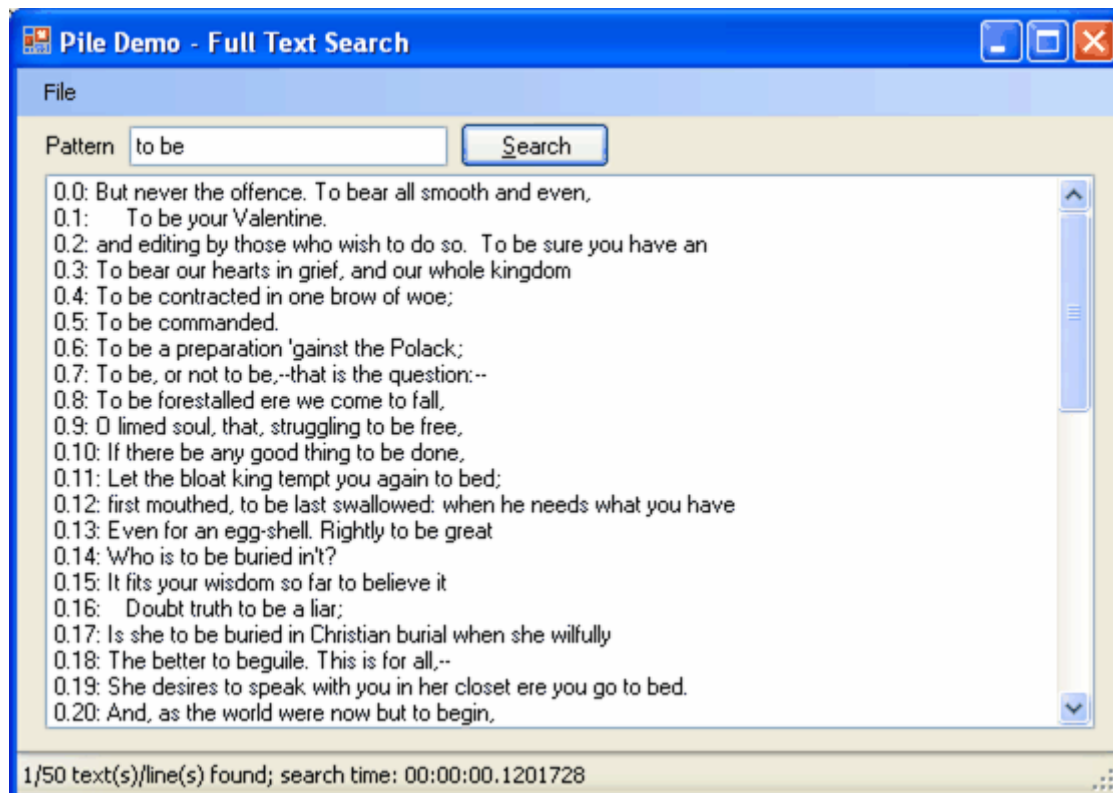 Pile Demo - Full Text Search
File
Pattern to be Search
0.0: But never the offence. To bear all smooth and even,
0.1: To be your Valentine.
0.2: and editing by those who wish to do so. To be sure you have an
0.3: To bear our hearts in grief, and our whole kingdom
0.4: To be contracted in one brow of woe;
0.5: To be commanded.
0.6: To be a preparation 'gainst the Polack;
0.7: To be, or not to be,--that is the question:--
0.8: To be forestalled ere we come to fall,
0.9: O limed soul, that, struggling to be free,
0.10: If there be any good thing to be done,
0.11: Let the bloat king tempt you again to bed;
0.12: first mouthed, to be last swallowed: when he needs what you have
0.13: Even for an egg-shell. Rightly to be great
0.14: Who is to be buried in't?
0.15: It fits your wisdom so far to believe it
0.16: Doubt truth to be a liar;
0.17: Is she to be buried in Christian burial when she wilfully
0.18: The better to beguile. This is for all,--
0.19: She desires to speak with you in her closet ere you go to bed.
0.20: And, as the world were now but to begin,
1/50 text(s)/line(s) found; search time: 00:00:00.1201728